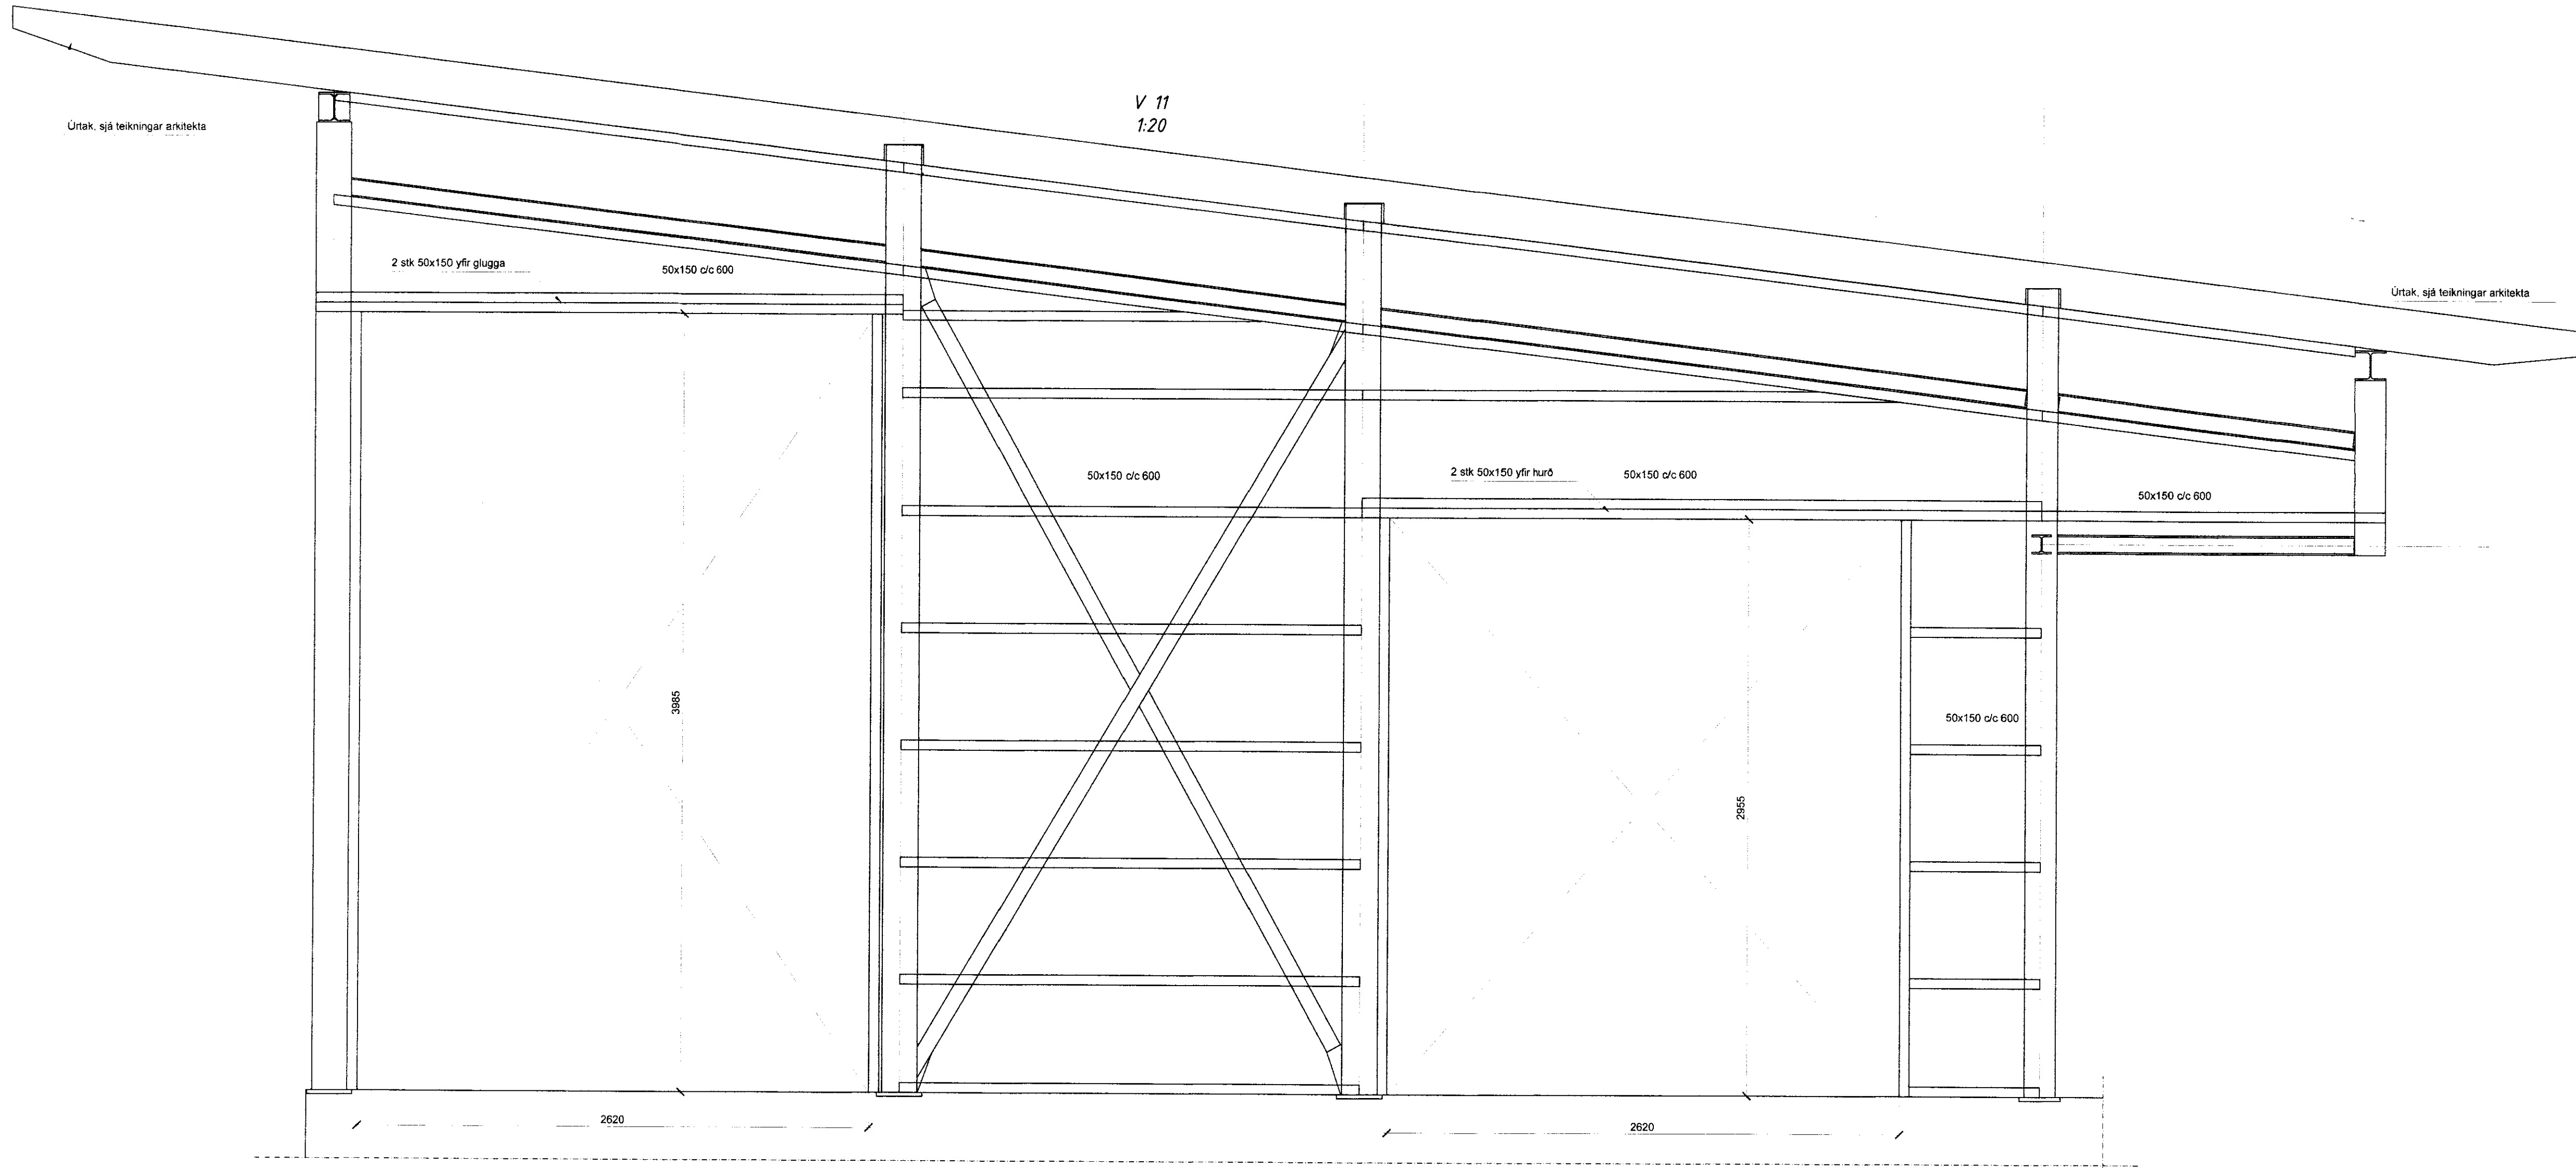 V 11
1:20
Úrtak, sjá teikningar arkitekta
2 stk 50x150 yfir glugga
50x150 c/c 600
Úrtak, sjá teikningar arkitekta
50x150 c/c 600
2 stk 50x150 yfir hurð
50x150 c/c 600
50x150 c/c 600
3985
50x150 c/c 600
2955
2620
2620